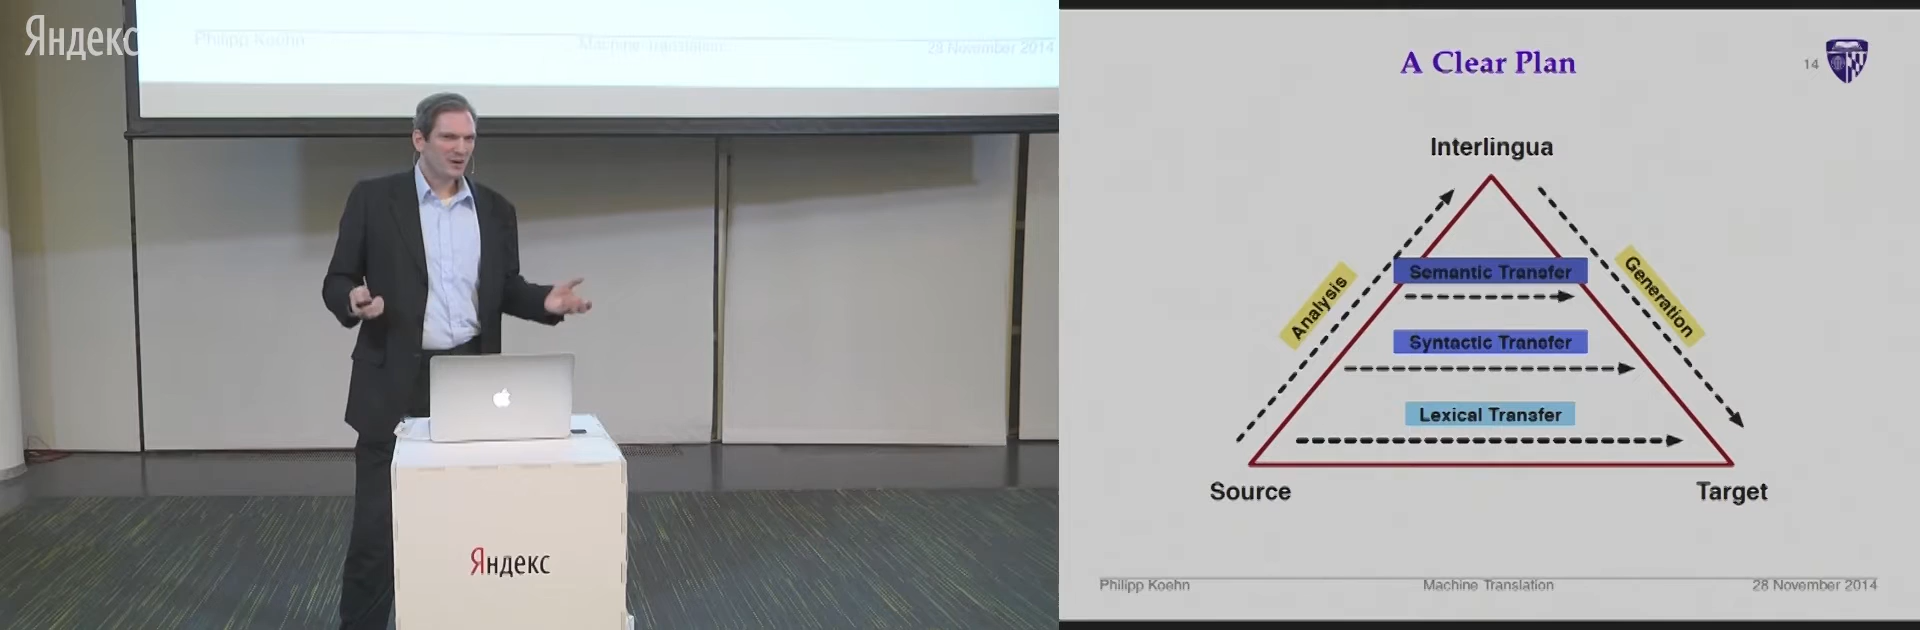 Яндекс
Philipp Koehn
Machine Translation
28 November 2014
Яндекс
A Clear Plan
14
Interlingua
Semantic Transfer
Analysis
Generation
Syntactic Transfer
Lexical Transfer
Source
Target
Philipp Koehn
Machine Translation
28 November 2014